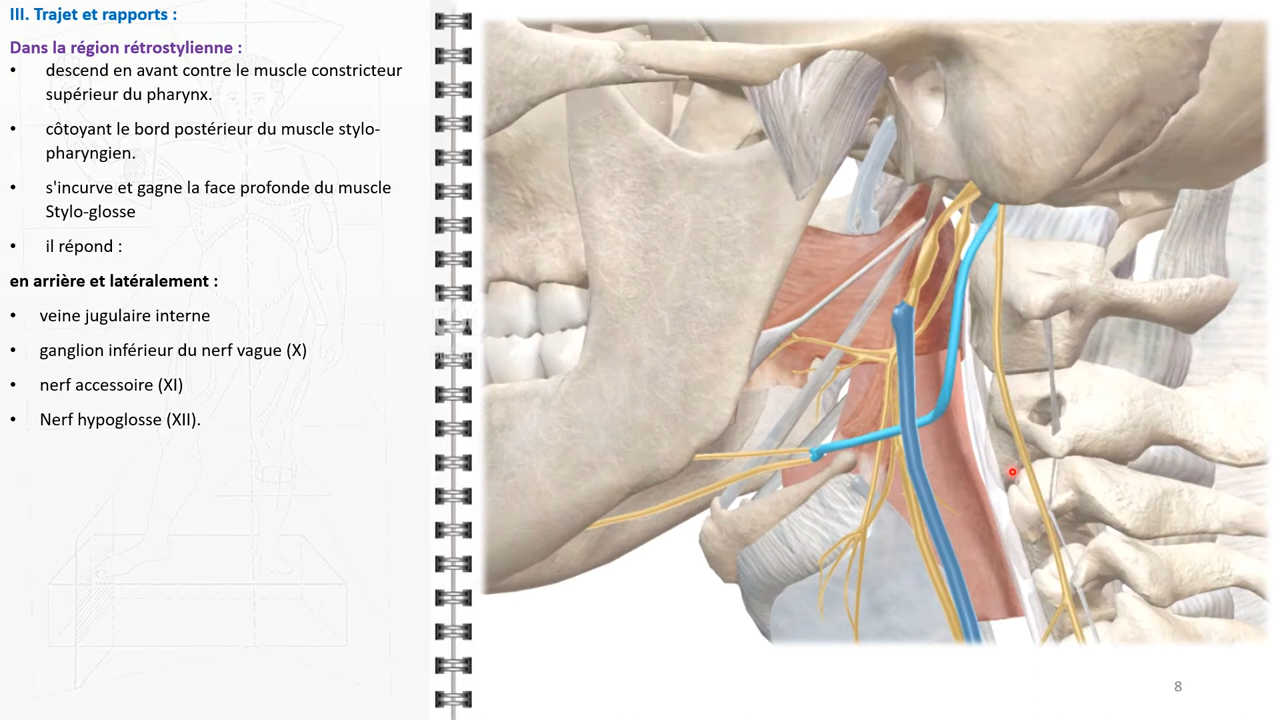 III. Trajet et rapports :
Dans la région rétrostylienne :
• descend en avant contre le muscle constricteur
supérieur du pharynx.
• côtoyant le bord postérieur du muscle stylo-
pharyngien.
• s'incurve et gagne la face profonde du muscle
Stylo-glosse
• il répond :
en arrière et latéralement :
• veine jugulaire interne
• ganglion inférieur du nerf vague (X)
• nerf accessoire (XI)
• Nerf hypoglosse (XII).
8